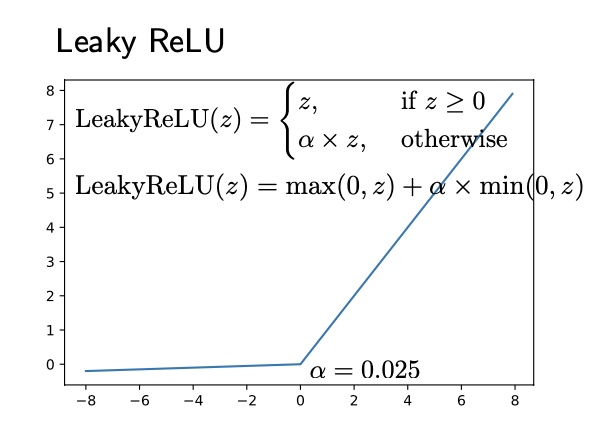 Leaky ReLU
LeakyReLU(z) = { z, if z ≥ 0
α × z, otherwise
LeakyReLU(z) = max(0, z) + α × min(0, z)
α = 0.025
8
7
6
5
4
3
2
1
0
−8 −6 −4 −2 0 2 4 6 8